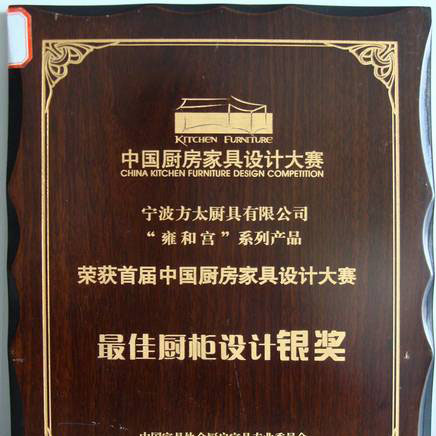 KITCHEN FURNITURE
中国厨房家具设计大赛
CHINA KITCHEN FURNITURE DESIGN COMPETITION
宁波方太厨具有限公司
“雍和宫”系列产品
荣获首届中国厨房家具设计大赛
最佳厨柜设计银奖